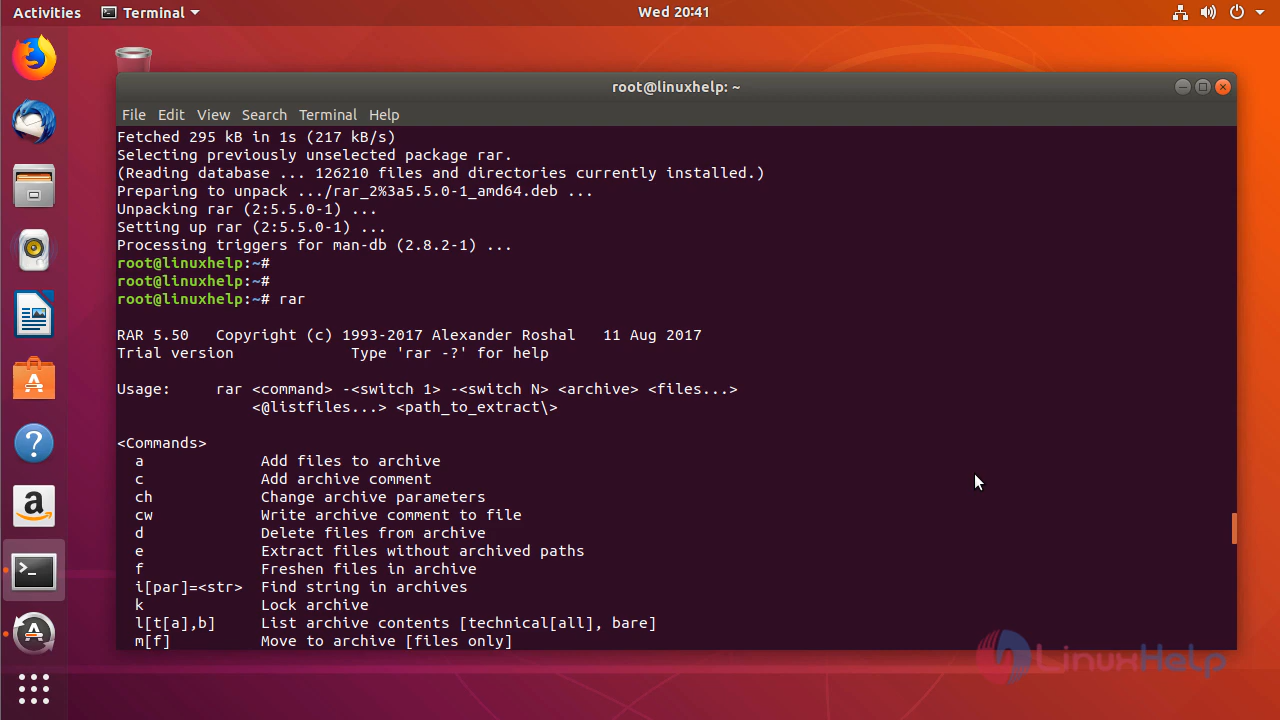 Activities Terminal Wed 20:41
root@linuxhelp: ~
File Edit View Search Terminal Help
Fetched 295 kB in 1s (217 kB/s)
Selecting previously unselected package rar.
(Reading database ... 126210 files and directories currently installed.)
Preparing to unpack .../rar_2%3a5.5.0-1_amd64.deb ...
Unpacking rar (2:5.5.0-1) ...
Setting up rar (2:5.5.0-1) ...
Processing triggers for man-db (2.8.2-1) ...
root@linuxhelp:~#
root@linuxhelp:~#
root@linuxhelp:~# rar
RAR 5.50   Copyright (c) 1993-2017 Alexander Roshal   11 Aug 2017
Trial version             Type 'rar -?' for help
Usage:     rar <command> -<switch 1> -<switch N> <archive> <files...>
<@listfiles...> <path_to_extract\>
<Commands>
a             Add files to archive
c             Add archive comment
ch            Change archive parameters
cw            Write archive comment to file
d             Delete files from archive
e             Extract files without archived paths
f             Freshen files in archive
i[par]=<str>  Find string in archives
k             Lock archive
l[t[a],b]     List archive contents [technical[all], bare]
m[f]          Move to archive [files only]
LinuxHelp